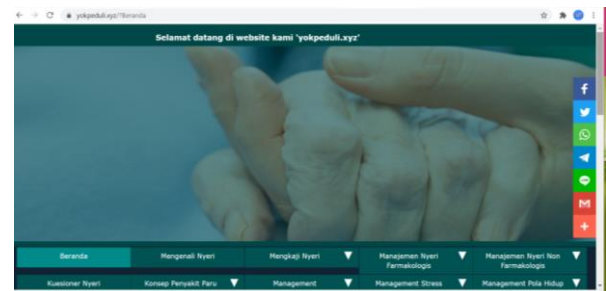 yokpeduli.xyz/?Beranda
Selamat datang di website kami 'yokpeduli.xyz'
Beranda
Mengenali Nyeri
Mengkaji Nyeri
Manajemen Nyeri
Farmakologis
Manajemen Nyeri Non
Farmakologis
Kuesioner Nyeri
Konsep Penyakit Paru
Management
Management Stress
Management Pola Hidup